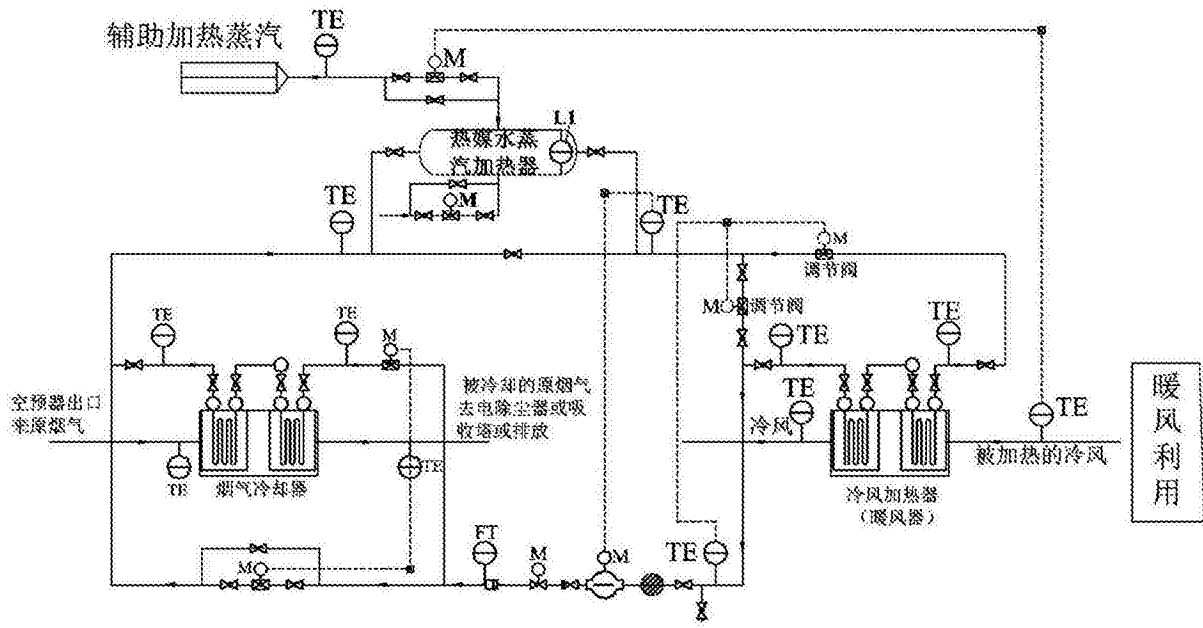 TE
辅助加热蒸汽
M
L1
热媒水蒸
汽加热器
M
TE
TE
M
调节阀
M
调节阀
TE
TE
M
TE
TE
空预器出口
来原烟气
被冷却的原烟气
去电除尘器或吸
收塔或排放
TE
冷风
TE
被加热的冷风
暖风利用
TE
TE
烟气冷却器
冷风加热器
(暖风器)
FT
M
M
TE
M